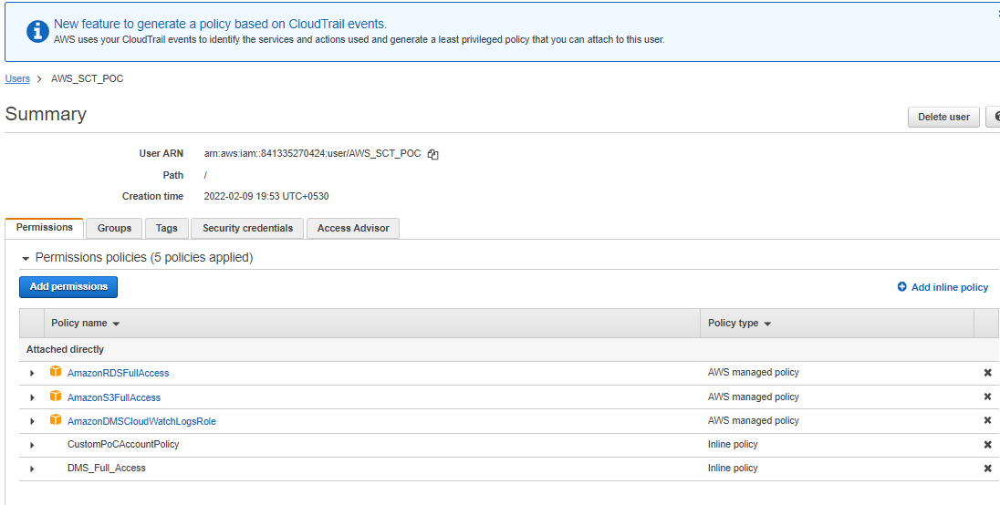 New feature to generate a policy based on CloudTrail events.
AWS uses your CloudTrail events to identify the services and actions used and generate a least privileged policy that you can attach to this user.
Users > AWS_SCT_POC
Summary
Delete user
User ARN arn:aws:iam::841335270424:user/AWS_SCT_POC
Path /
Creation time 2022-02-09 19:53 UTC+0530
Permissions Groups Tags Security credentials Access Advisor
Permissions policies (5 policies applied)
Add permissions Add inline policy
Policy name Policy type
Attached directly
AmazonRDSFullAccess AWS managed policy
AmazonS3FullAccess AWS managed policy
AmazonDMSCloudWatchLogsRole AWS managed policy
CustomPoCAccountPolicy Inline policy
DMS_Full_Access Inline policy